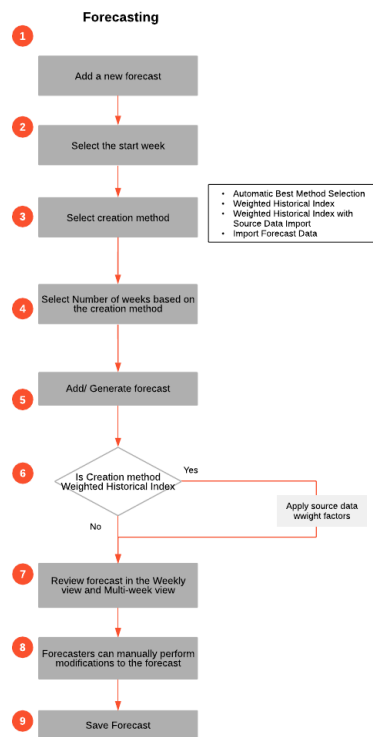 Forecasting
1
Add a new forecast
2
Select the start week
3
Select creation method
• Automatic Best Method Selection
• Weighted Historical Index
• Weighted Historical Index with
Source Data Import
• Import Forecast Data
4
Select Number of weeks based on
the creation method
5
Add/ Generate forecast
6
Is Creation method
Weighted Historical Index
Yes
No
Apply source data
wwight factors
7
Review forecast in the Weekly
view and Multi-week view
8
Forecasters can manually perform
modifications to the forecast
9
Save Forecast